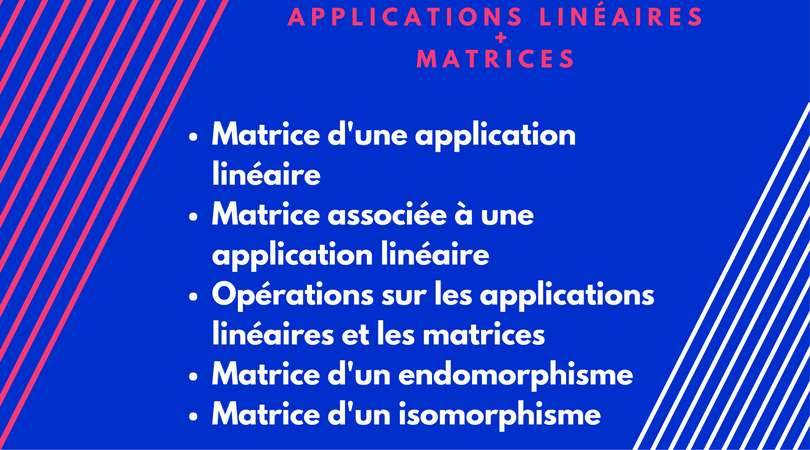 APPLICATIONS LINÉAIRES
+
MATRICES
• Matrice d'une application
linéaire
• Matrice associée à une
application linéaire
• Opérations sur les applications
linéaires et les matrices
• Matrice d'un endomorphisme
• Matrice d'un isomorphisme